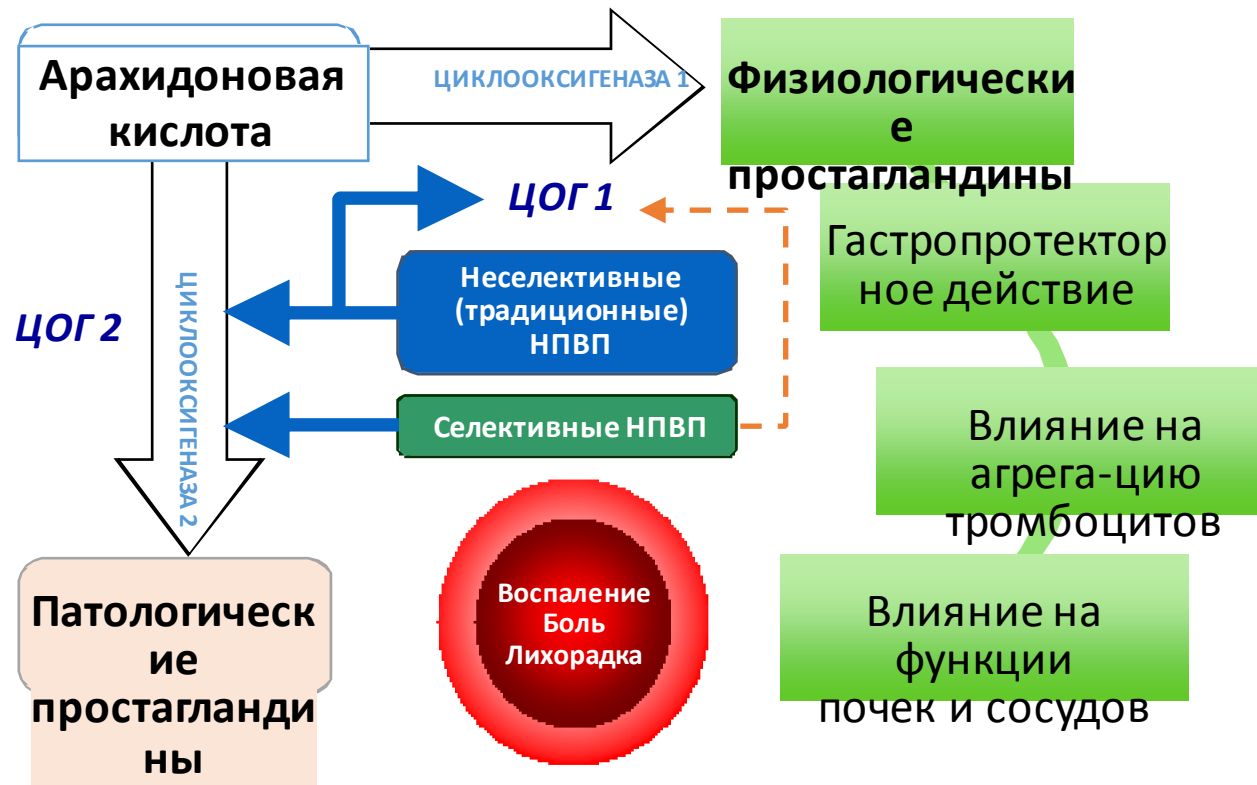 Арахидоновая
кислота
ЦИКЛООКСИГЕНАЗА 1
Физиологически
е
простагландины
ЦОГ 1
Гастропротектор
ное действие
Неселективные
(традиционные)
НПВП
ЦОГ 2
ЦИКЛООКСИГЕНАЗА 2
Селективные НПВП
Влияние на
агрега-цию
тромбоцитов
Воспаление
Боль
Лихорадка
Патологическ
ие
простагланди
ны
Влияние на
функции
почек и сосудов